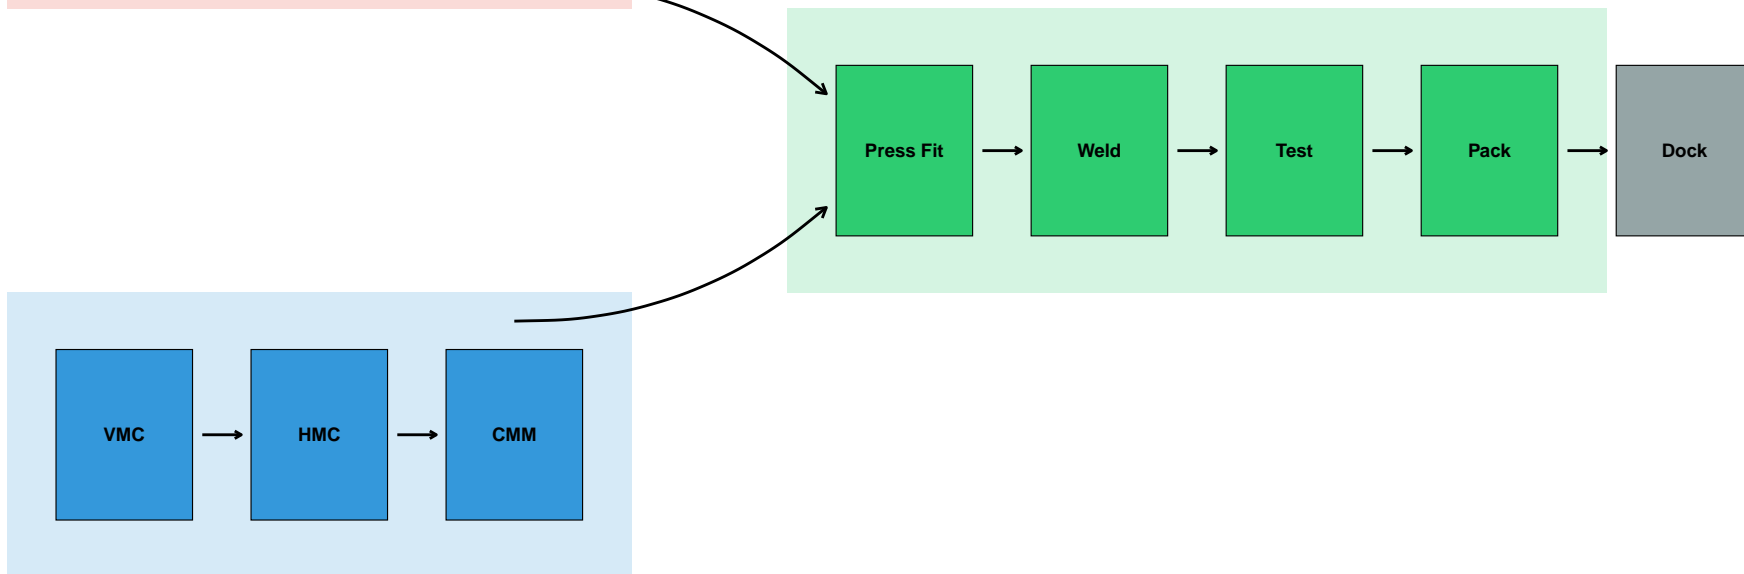 Press Fit
Weld
Test
Pack
Dock
VMC
HMC
CMM